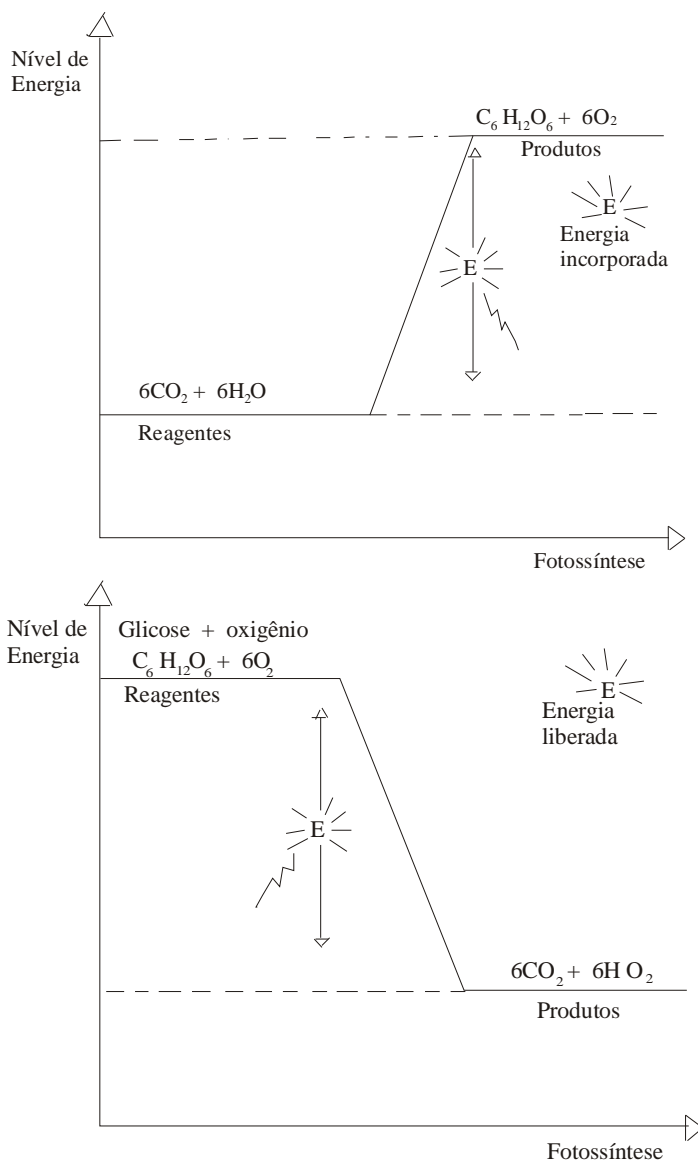 Nível de
Energia
C₆ H₁₂O₆ + 6O₂
Produtos
E
Energia
incorporada
E
6CO₂ + 6H₂O
Reagentes
Fotossíntese
Nível de
Energia
Glicose + oxigênio
C₆ H₁₂O₆ + 6O₂
Reagentes
E
Energia
liberada
E
6CO₂ + 6H O₂
Produtos
Fotossíntese